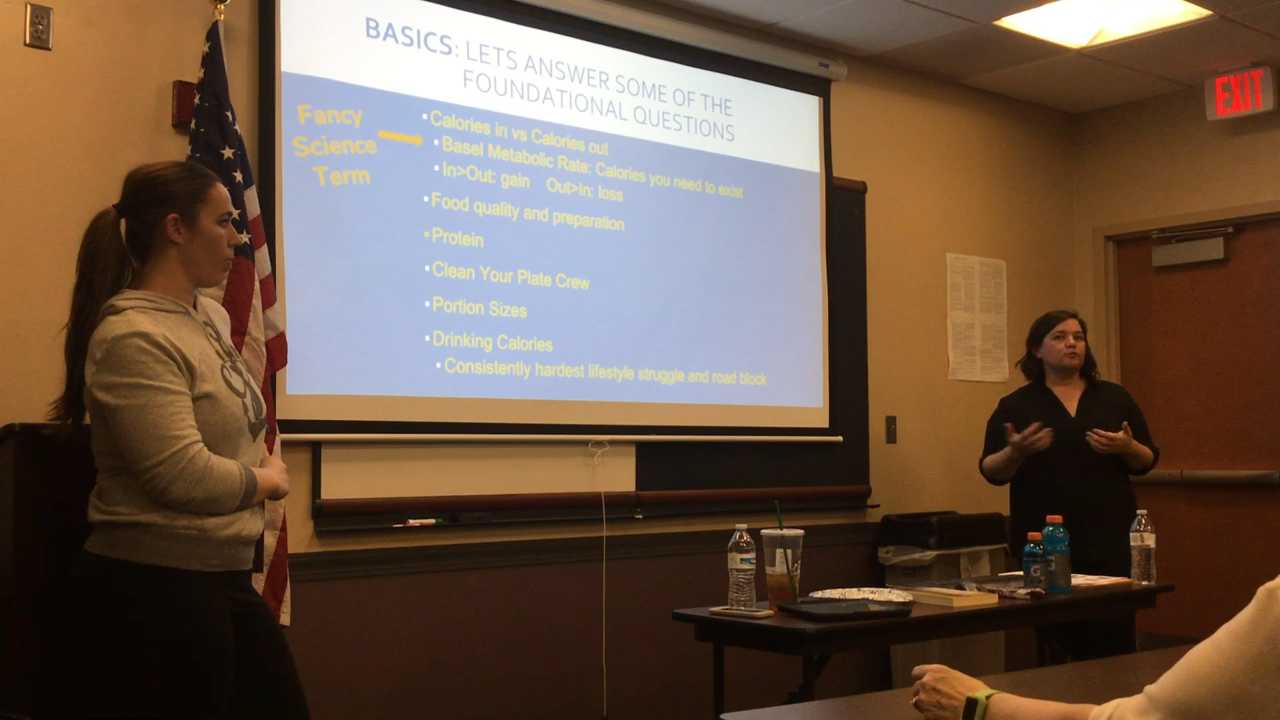 BASICS: LETS ANSWER SOME OF THE
FOUNDATIONAL QUESTIONS
Fancy
Science
Term
▪Calories in vs Calories out
▪Basel Metabolic Rate: Calories you need to exist
▪In>Out: gain Out>In: loss
▪Food quality and preparation
▪Protein
▪Clean Your Plate Crew
▪Portion Sizes
▪Drinking Calories
▪Consistently hardest lifestyle struggle and road block
EXIT
G